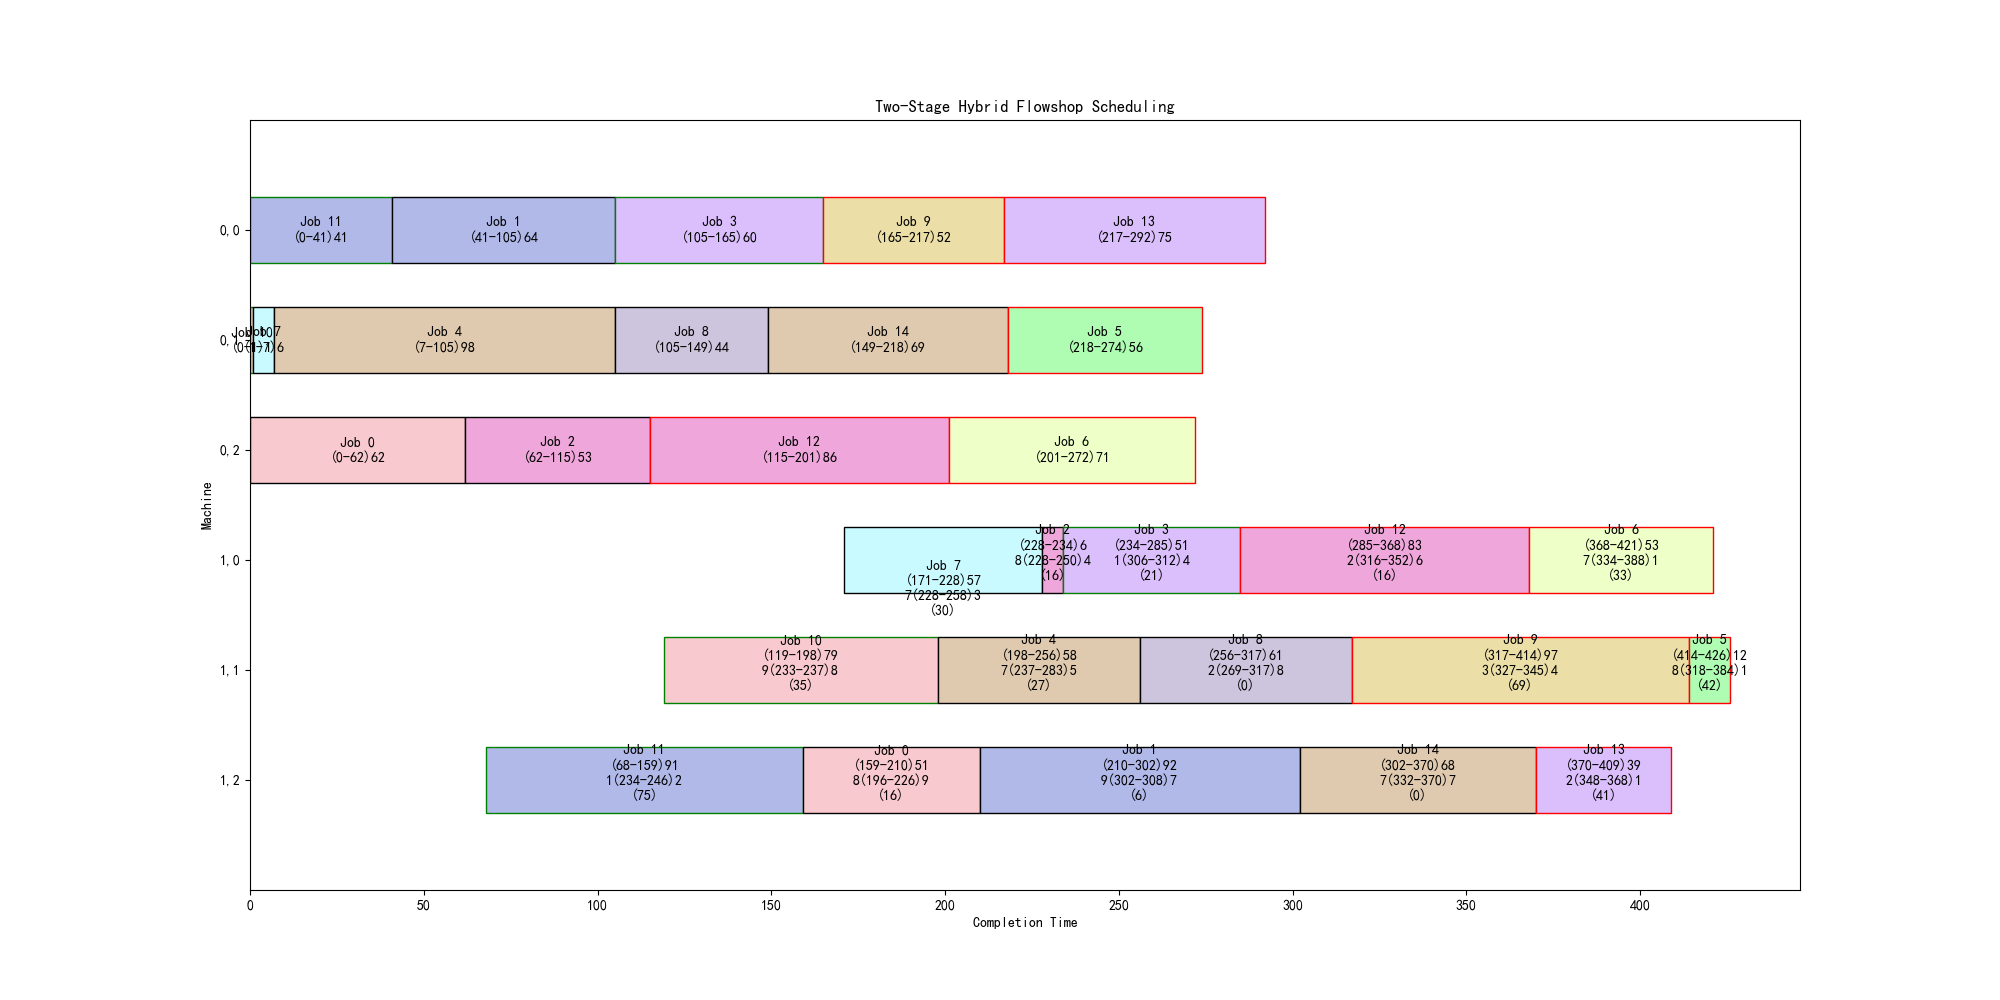 Two-Stage Hybrid Flowshop Scheduling
0,0
Job 11
(0-41)41
Job 1
(41-105)64
Job 3
(105-165)60
Job 9
(165-217)52
Job 13
(217-292)75
Job 7
Job 4
(7-105)98
Job 8
(105-149)44
Job 14
(149-218)69
Job 5
(218-274)56
0,2
Job 0
(0-62)62
Job 2
(62-115)53
Job 12
(115-201)86
Job 6
(201-272)71
Machine
1,0
Job 7
(171-228)57
7(228-258)3
(30)
Job 2
(228-234)6
8(228-250)4
(16)
Job 3
(234-285)51
1(306-312)4
(21)
Job 12
(285-368)83
2(316-352)6
(16)
Job 6
(368-421)53
7(334-388)1
(33)
1,1
Job 10
(119-198)79
9(233-237)8
(35)
Job 4
(198-256)58
7(237-283)5
(27)
Job 8
(256-317)61
2(269-317)8
(0)
Job 9
(317-414)97
3(327-345)4
(69)
Job 5
(414-426)12
8(318-384)1
(42)
1,2
Job 11
(68-159)91
1(234-246)2
(75)
Job 0
(159-210)51
8(196-226)9
(16)
Job 1
(210-302)92
9(302-308)7
(6)
Job 14
(302-370)68
7(332-370)7
(0)
Job 13
(370-409)39
2(348-368)1
(41)
0 50 100 150 200 250 300 350 400
Completion Time